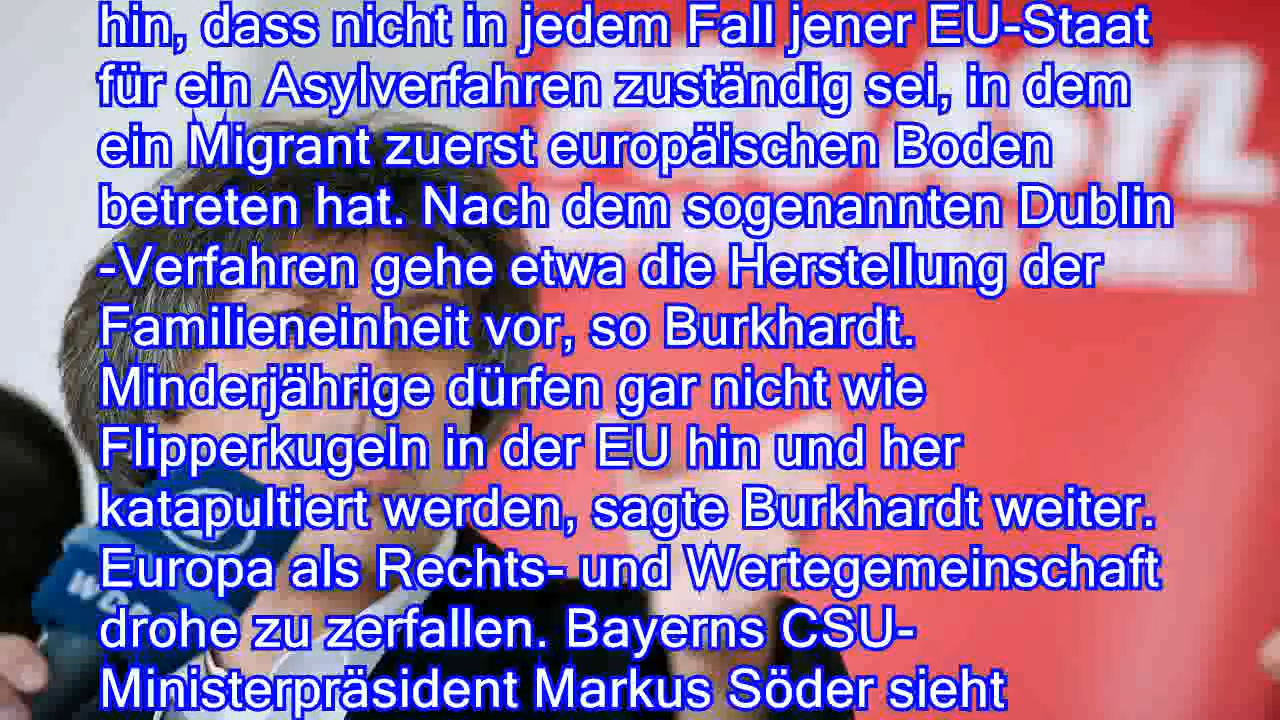 hin, dass nicht in jedem Fall jener EU-Staat
für ein Asylverfahren zuständig sei, in dem
ein Migrant zuerst europäischen Boden
betreten hat. Nach dem sogenannten Dublin
-Verfahren gehe etwa die Herstellung der
Familieneinheit vor, so Burkhardt.
Minderjährige dürfen gar nicht wie
Flipperkugeln in der EU hin und her
katapultiert werden, sagte Burkhardt weiter.
Europa als Rechts- und Wertegemeinschaft
drohe zu zerfallen. Bayerns CSU-
Ministerpräsident Markus Söder sieht